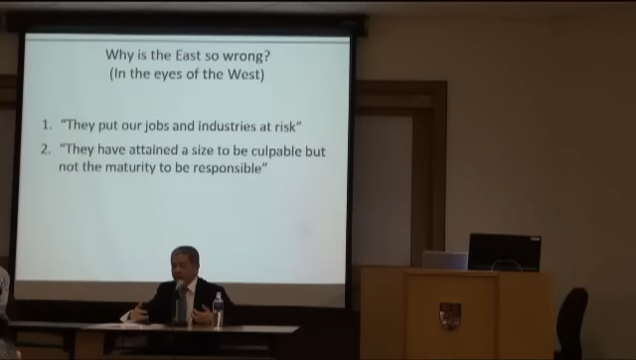 Why is the East so wrong?
(In the eyes of the West)
1. “They put our jobs and industries at risk”
2. “They have attained a size to be culpable but
not the maturity to be responsible”